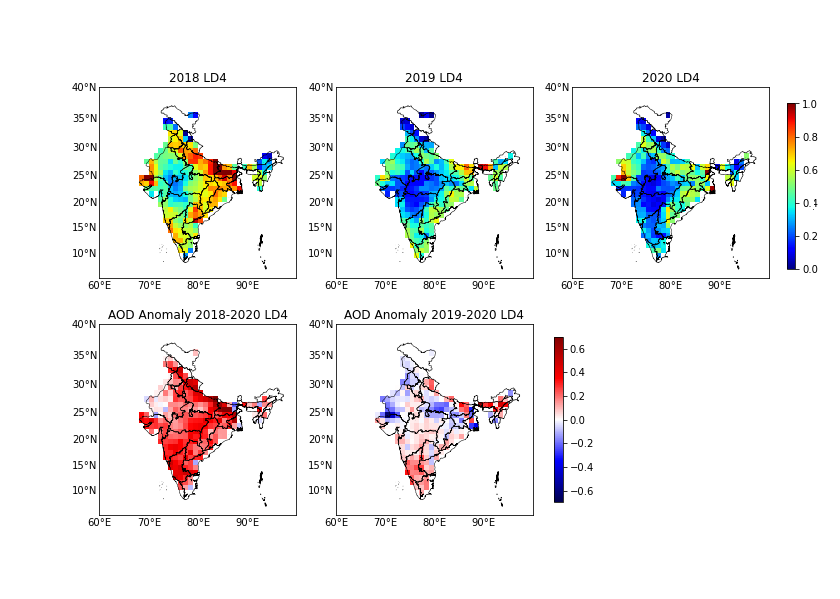 2018 LD4 2019 LD4 2020 LD4
40°N 40°N 40°N
1.0
35°N 35°N 35°N
0.8
30°N 30°N 30°N
0.6
25°N 25°N 25°N
0.4
20°N 20°N 20°N
0.2
15°N 15°N 15°N
10°N 10°N 10°N
0.0
60°E 70°E 80°E 90°E 60°E 70°E 80°E 90°E 60°E 70°E 80°E 90°E
AOD Anomaly 2018-2020 LD4 AOD Anomaly 2019-2020 LD4
40°N 40°N
35°N 35°N
0.6
30°N 30°N
0.4
0.2
25°N 25°N
0.0
20°N 20°N
−0.2
15°N 15°N
−0.4
10°N 10°N
−0.6
60°E 70°E 80°E 90°E 60°E 70°E 80°E 90°E